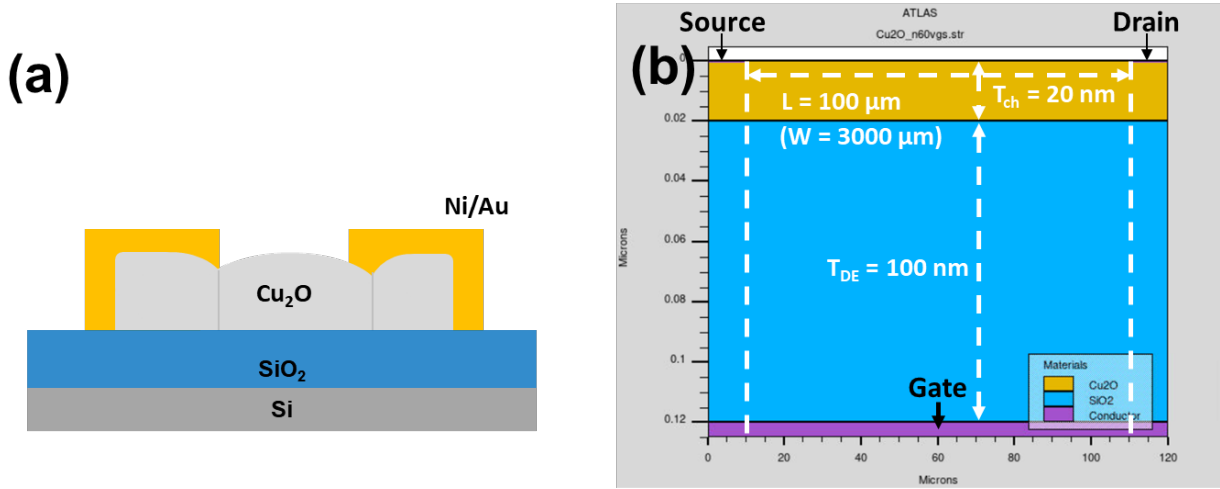 (a)
Ni/Au
Cu₂O
SiO₂
Si
(b)
ATLAS
Cu2O_n60vgs.str
Source
Drain
0
0.02
0.04
0.06
0.08
0.1
0.12
Microns
L = 100 µm
(W = 3000 µm)
T_ch = 20 nm
T_DE = 100 nm
Gate
Materials
Cu2O
SiO2
Conductor
0 20 40 60 80 100 120
Microns